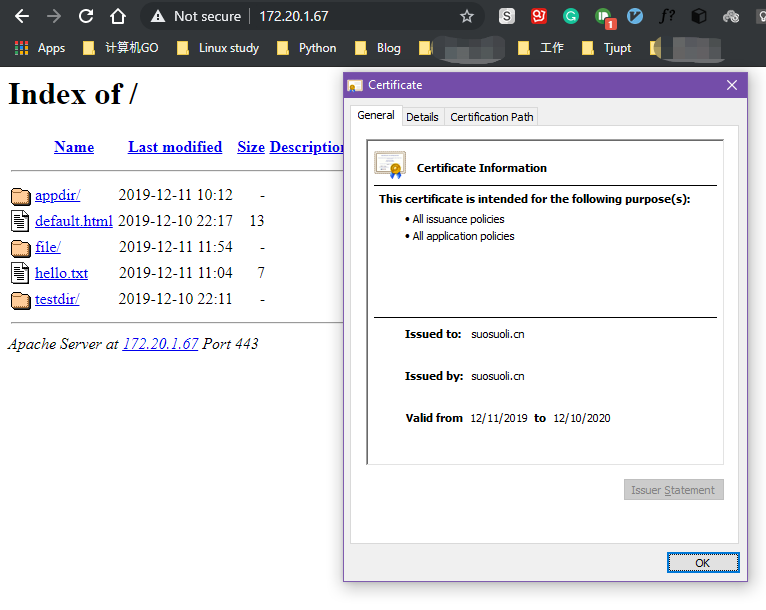 Not secure | 172.20.1.67
S 97 G 1 f?
Apps 计算机GO Linux study Python Blog 工作 Tjupt
Index of /
Name Last modified Size Description
appdir/ 2019-12-11 10:12 -
default.html 2019-12-10 22:17 13
file/ 2019-12-11 11:54 -
hello.txt 2019-12-11 11:04 7
testdir/ 2019-12-10 22:11 -
Apache Server at 172.20.1.67 Port 443
Certificate
General Details Certification Path
Certificate Information
This certificate is intended for the following purpose(s):
• All issuance policies
• All application policies
Issued to: suosuoli.cn
Issued by: suosuoli.cn
Valid from 12/11/2019 to 12/10/2020
Issuer Statement
OK